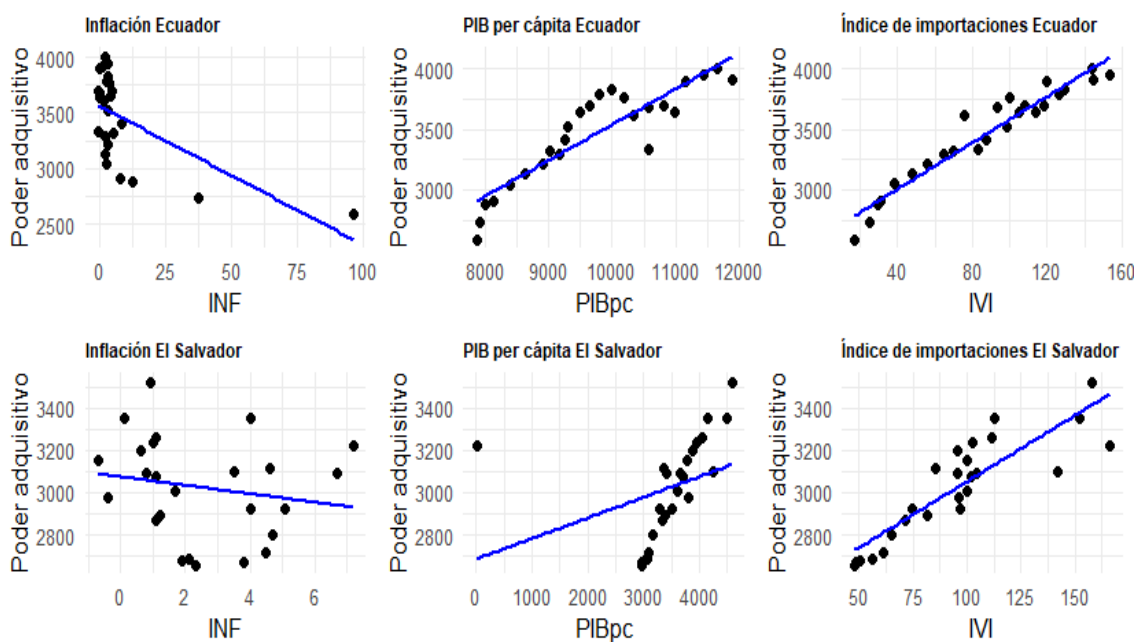 Inflación Ecuador
Poder adquisitivo
4000
3500
3000
2500
0 25 50 75 100
INF
PIB per cápita Ecuador
Poder adquisitivo
4000
3500
3000
8000 9000 10000 11000 12000
PIBpc
Índice de importaciones Ecuador
Poder adquisitivo
4000
3500
3000
40 80 120 160
IVI
Inflación El Salvador
Poder adquisitivo
3400
3200
3000
2800
0 2 4 6
INF
PIB per cápita El Salvador
Poder adquisitivo
3400
3200
3000
2800
0 1000 2000 3000 4000
PIBpc
Índice de importaciones El Salvador
Poder adquisitivo
3400
3200
3000
2800
50 75 100 125 150
IVI